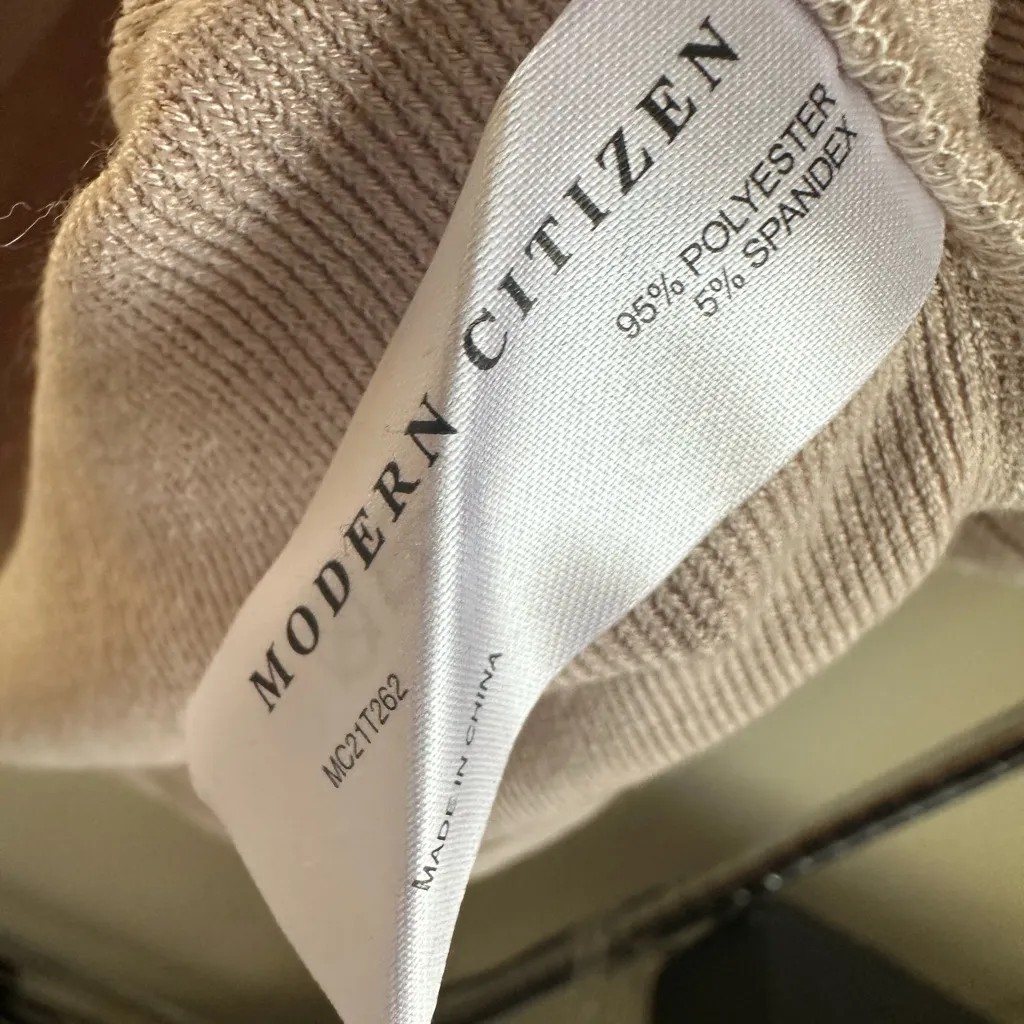 MODERN CITIZEN
95% POLYESTER
5% SPANDEX
MC21T262
MADE IN CHINA